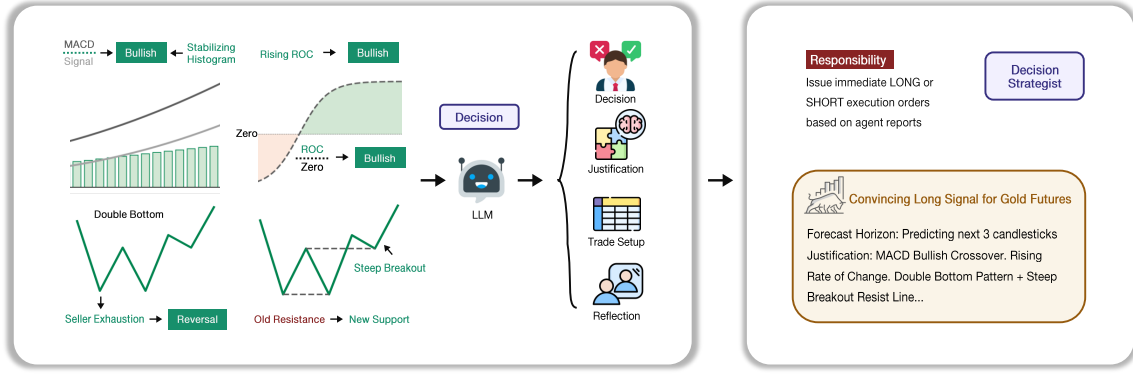 MACD
Signal
Bullish
Stabilizing
Histogram
Rising ROC
Bullish
Zero
ROC
Zero
Bullish
Double Bottom
Seller Exhaustion
Reversal
Steep Breakout
Old Resistance
New Support
Decision
LLM
Decision
Justification
Trade Setup
Reflection
Responsibility
Issue immediate LONG or
SHORT execution orders
based on agent reports
Decision
Strategist
Convincing Long Signal for Gold Futures
Forecast Horizon: Predicting next 3 candlesticks
Justification: MACD Bullish Crossover. Rising
Rate of Change. Double Bottom Pattern + Steep
Breakout Resist Line...